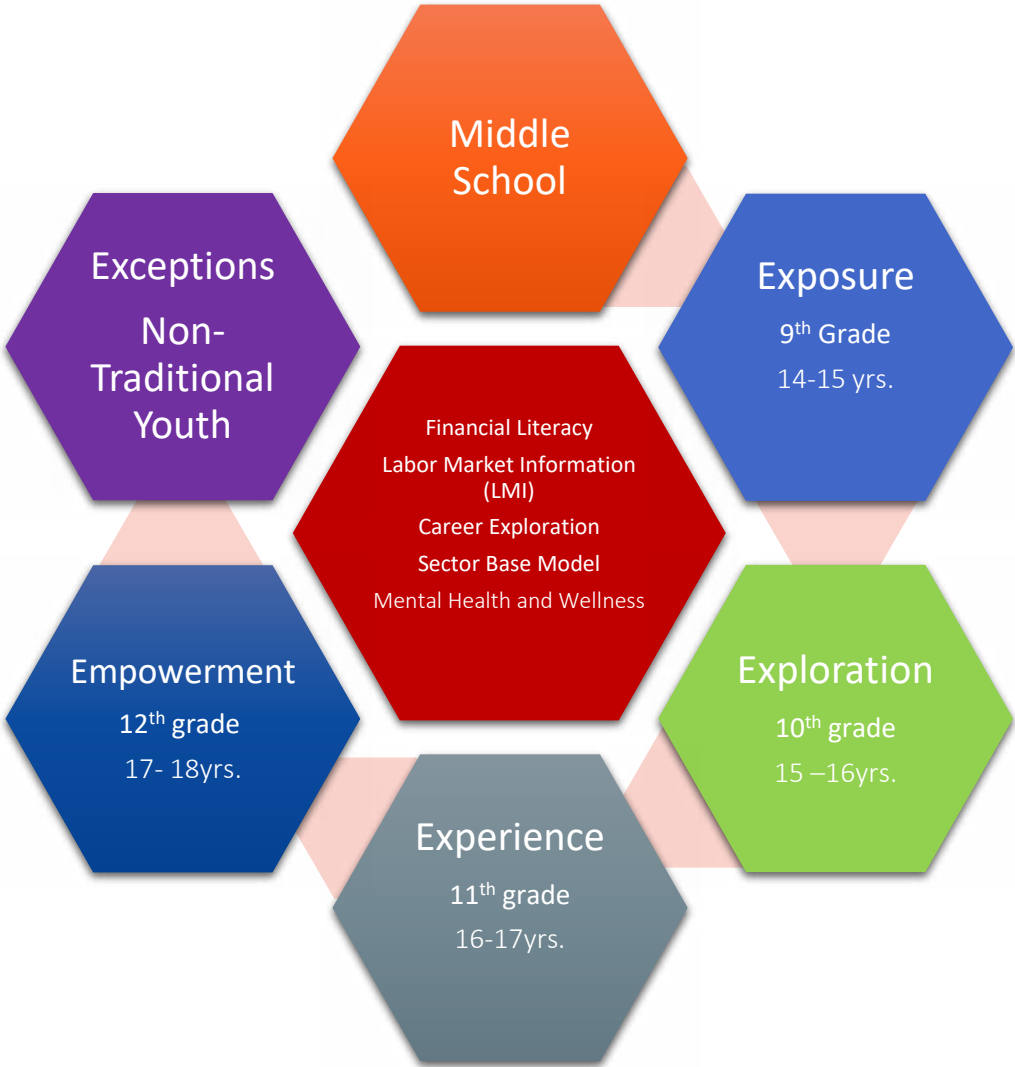 Middle
School
Exposure
9th Grade
14-15 yrs.
Exploration
10th grade
15 –16yrs.
Experience
11th grade
16-17yrs.
Empowerment
12th grade
17- 18yrs.
Exceptions
Non-
Traditional
Youth
Financial Literacy
Labor Market Information
(LMI)
Career Exploration
Sector Base Model
Mental Health and Wellness